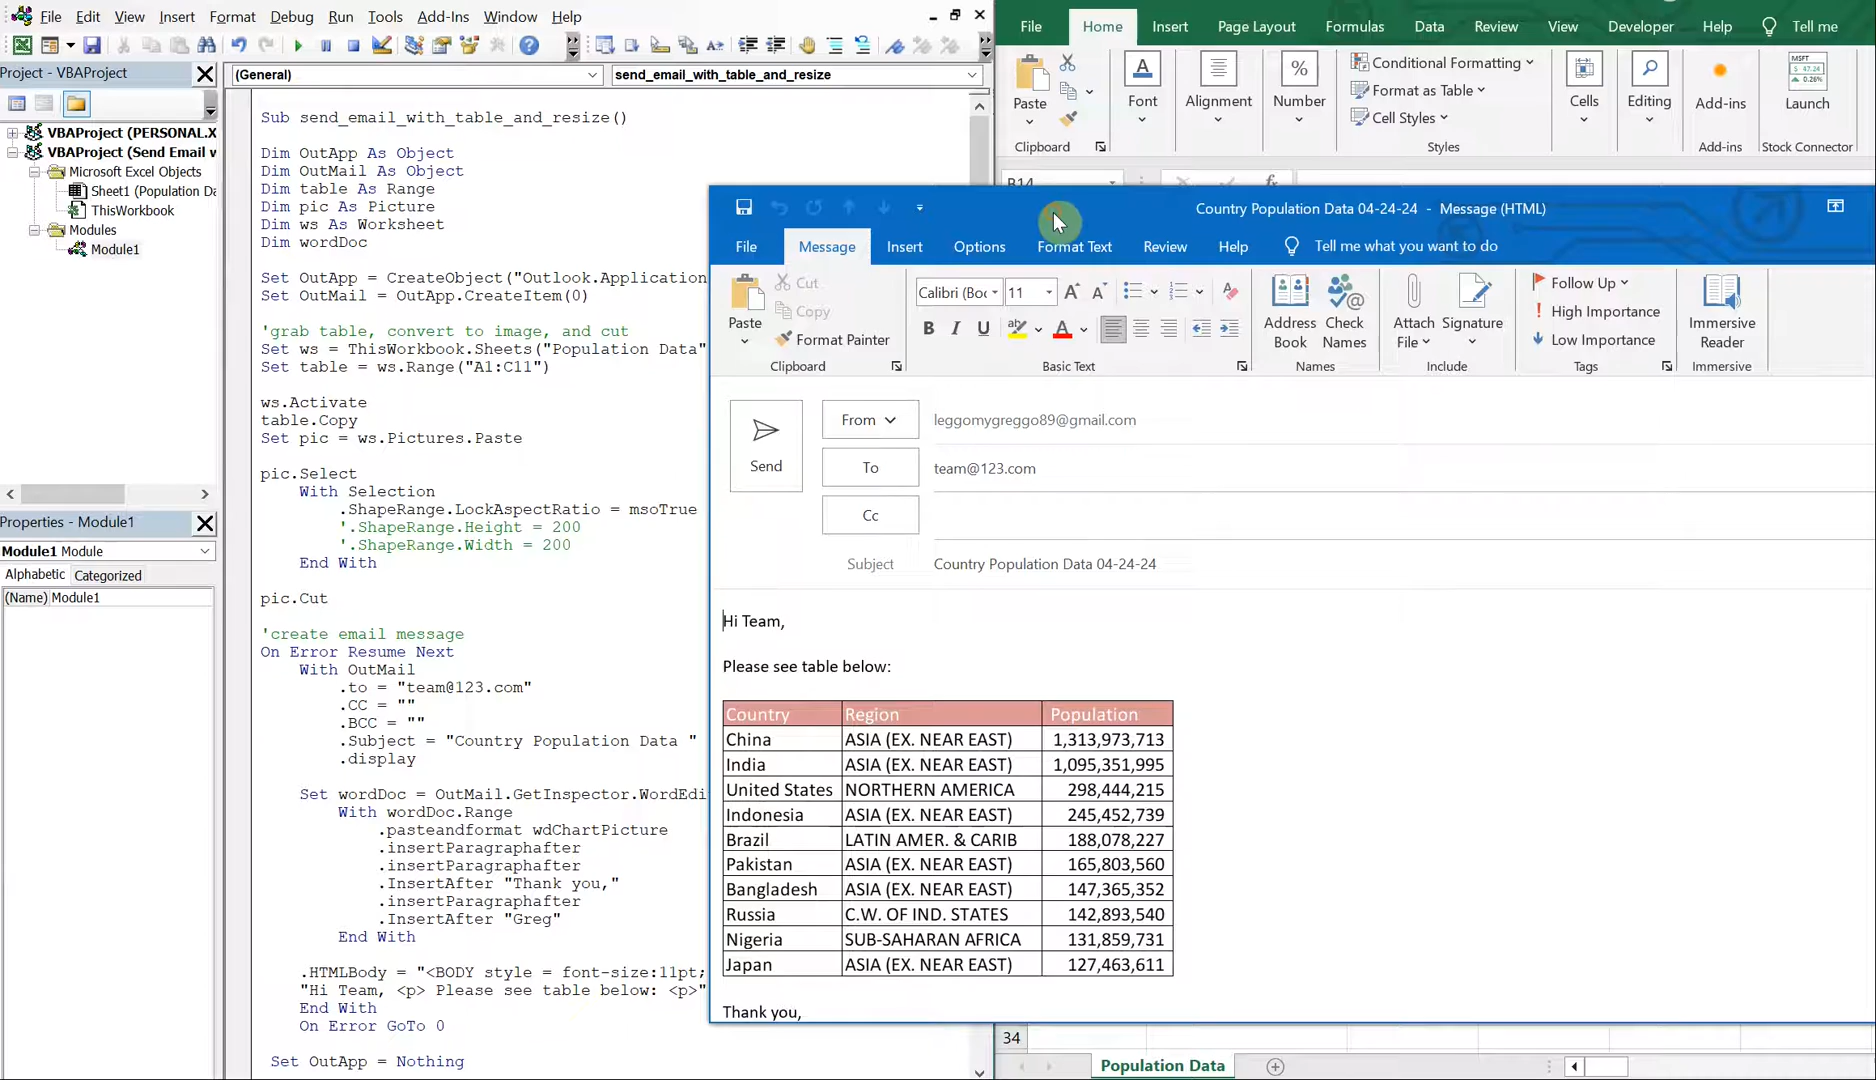 File Edit View Insert Format Debug Run Tools Add-Ins Window Help
Project - VBAProject
VBAProject (PERSONAL.X
VBAProject (Send Email w
Microsoft Excel Objects
Sheet1 (Population Da
ThisWorkbook
Modules
Module1
Properties - Module1
Module1 Module
Alphabetic Categorized
(Name) Module1
(General) send_email_with_table_and_resize
Sub send_email_with_table_and_resize()
Dim OutApp As Object
Dim OutMail As Object
Dim table As Range
Dim pic As Picture
Dim ws As Worksheet
Dim wordDoc
Set OutApp = CreateObject("Outlook.Application
Set OutMail = OutApp.CreateItem(0)
'grab table, convert to image, and cut
Set ws = ThisWorkbook.Sheets("Population Data"
Set table = ws.Range("A1:C11")
ws.Activate
table.Copy
Set pic = ws.Pictures.Paste
pic.Select
With Selection
.ShapeRange.LockAspectRatio = msoTrue
'.ShapeRange.Height = 200
'.ShapeRange.Width = 200
End With
pic.Cut
'create email message
On Error Resume Next
With OutMail
.to = "team@123.com"
.CC = ""
.BCC = ""
.Subject = "Country Population Data "
.display
Set wordDoc = OutMail.GetInspector.WordEdi
With wordDoc.Range
.pasteandformat wdChartPicture
.insertParagraphafter
.insertParagraphafter
.InsertAfter "Thank you,"
.insertParagraphafter
.InsertAfter "Greg"
End With
.HTMLBody = "<BODY style = font-size:11pt;
"Hi Team, <p> Please see table below: <p>"
End With
On Error GoTo 0
Set OutApp = Nothing
File Home Insert Page Layout Formulas Data Review View Developer Help Tell me
Paste
Font
Alignment
Number
Conditional Formatting
Format as Table
Cell Styles
Cells
Editing
Add-ins
MSFT
$ 47.24
0.26%
Launch
Clipboard Styles Add-ins Stock Connector
B14
Country Population Data 04-24-24 - Message (HTML)
File Message Insert Options Format Text Review Help Tell me what you want to do
Paste
Cut
Copy
Format Painter
Calibri (Boc 11
B I U
Address Book
Check Names
Attach File
Signature
Follow Up
High Importance
Low Importance
Immersive Reader
Clipboard Basic Text Names Include Tags Immersive
Send
From leggomygreggo89@gmail.com
To team@123.com
Cc
Subject Country Population Data 04-24-24
Hi Team,
Please see table below:
Country Region Population
China ASIA (EX. NEAR EAST) 1,313,973,713
India ASIA (EX. NEAR EAST) 1,095,351,995
United States NORTHERN AMERICA 298,444,215
Indonesia ASIA (EX. NEAR EAST) 245,452,739
Brazil LATIN AMER. & CARIB 188,078,227
Pakistan ASIA (EX. NEAR EAST) 165,803,560
Bangladesh ASIA (EX. NEAR EAST) 147,365,352
Russia C.W. OF IND. STATES 142,893,540
Nigeria SUB-SAHARAN AFRICA 131,859,731
Japan ASIA (EX. NEAR EAST) 127,463,611
Thank you,
34
Population Data